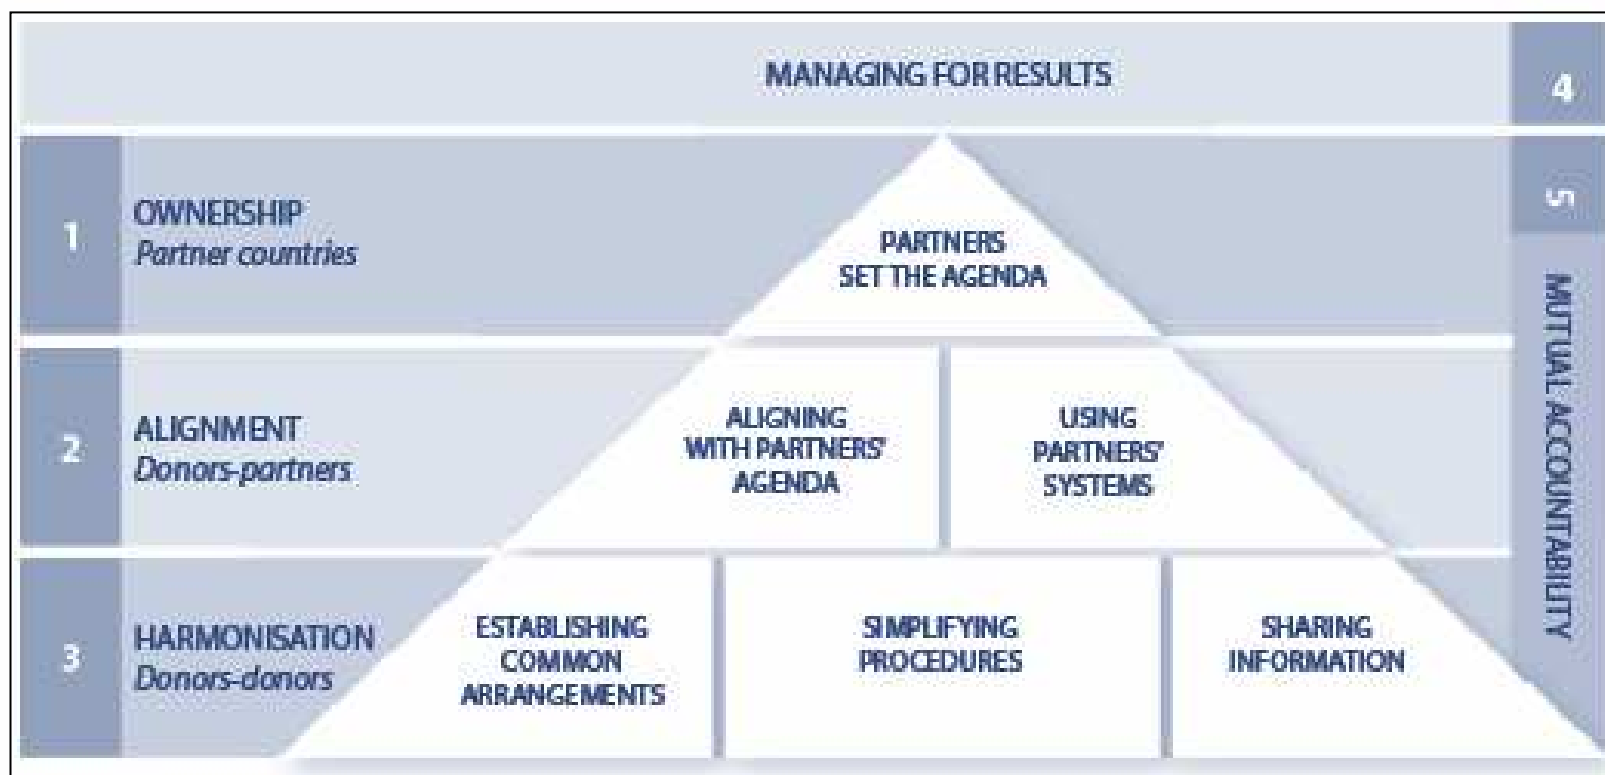 MANAGING FOR RESULTS
4
1
OWNERSHIP
Partner countries
PARTNERS
SET THE AGENDA
5
MUTUAL ACCOUNTABILITY
2
ALIGNMENT
Donors-partners
ALIGNING
WITH PARTNERS'
AGENDA
USING
PARTNERS'
SYSTEMS
3
HARMONISATION
Donors-donors
ESTABLISHING
COMMON
ARRANGEMENTS
SIMPLIFYING
PROCEDURES
SHARING
INFORMATION